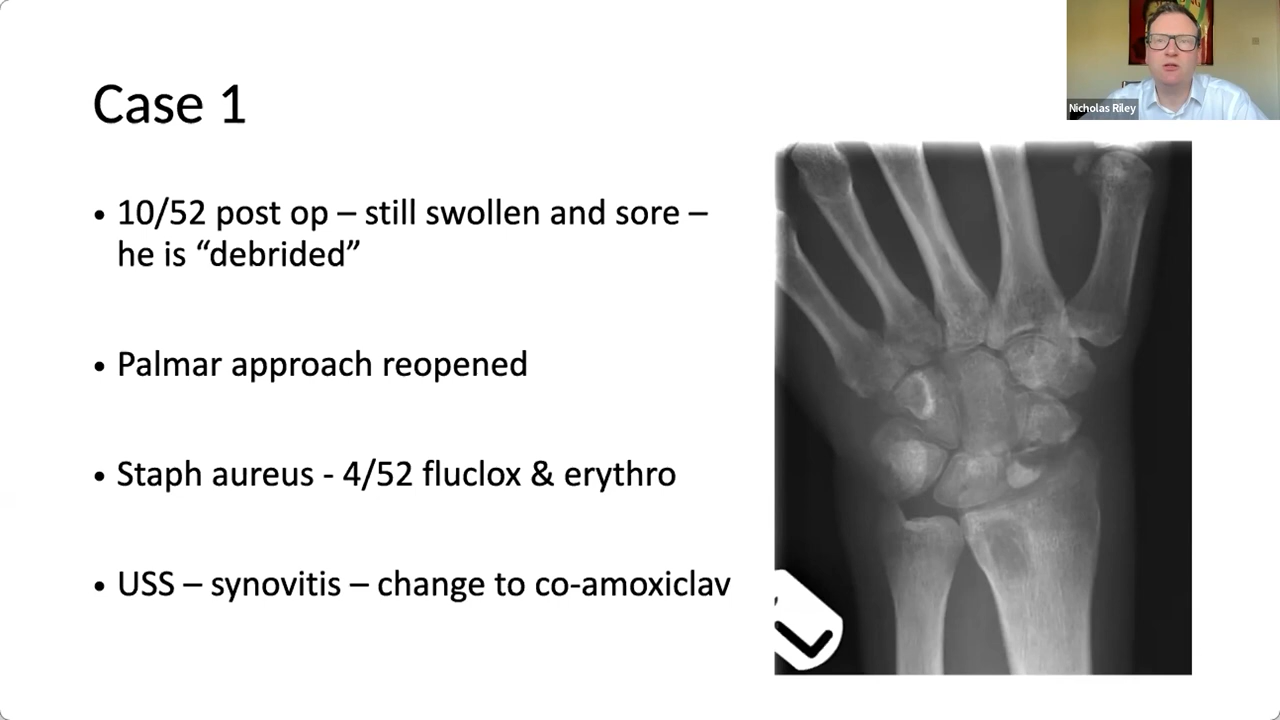 Case 1
Nicholas Riley
• 10/52 post op – still swollen and sore –
he is “debrided”
• Palmar approach reopened
• Staph aureus - 4/52 fluclox & erythro
• USS – synovitis – change to co-amoxiclav
L